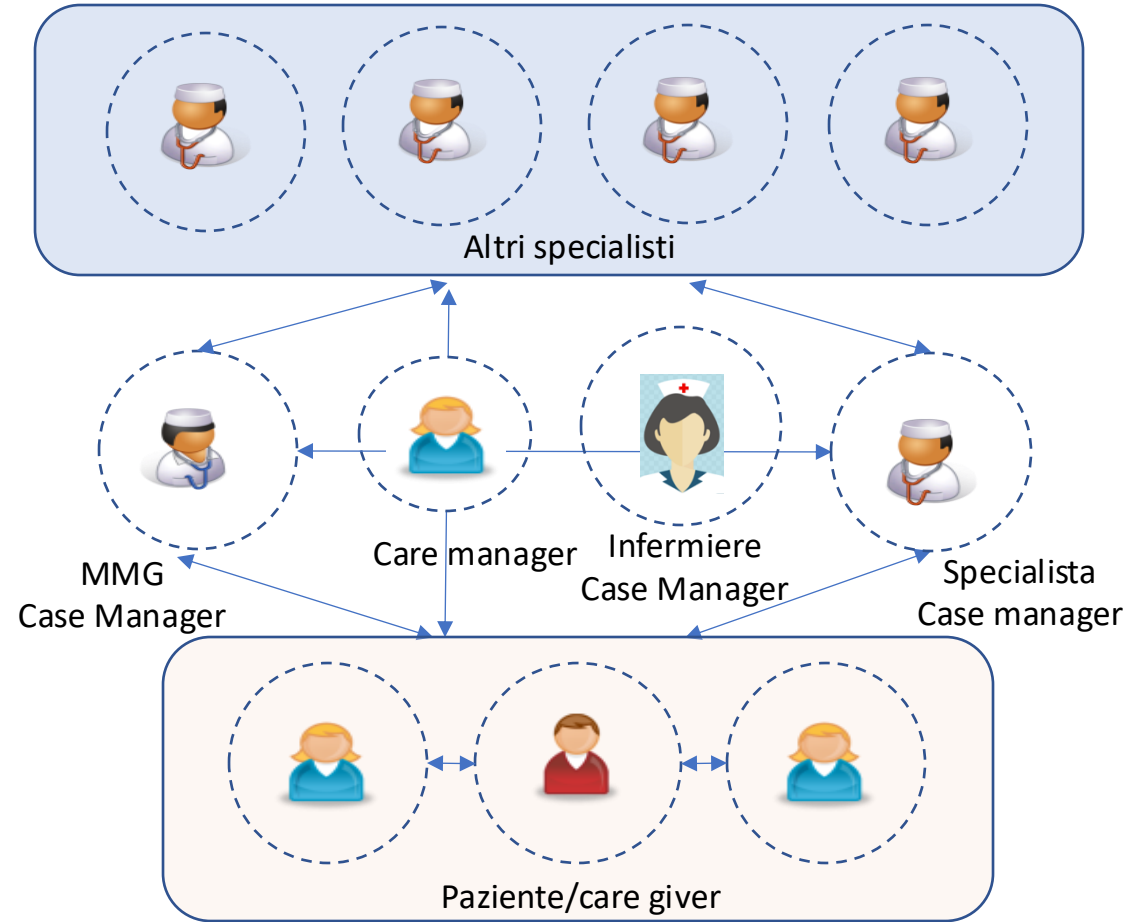 Altri specialisti
Care manager
Infermiere
Case Manager
MMG
Case Manager
Specialista
Case manager
Paziente/care giver